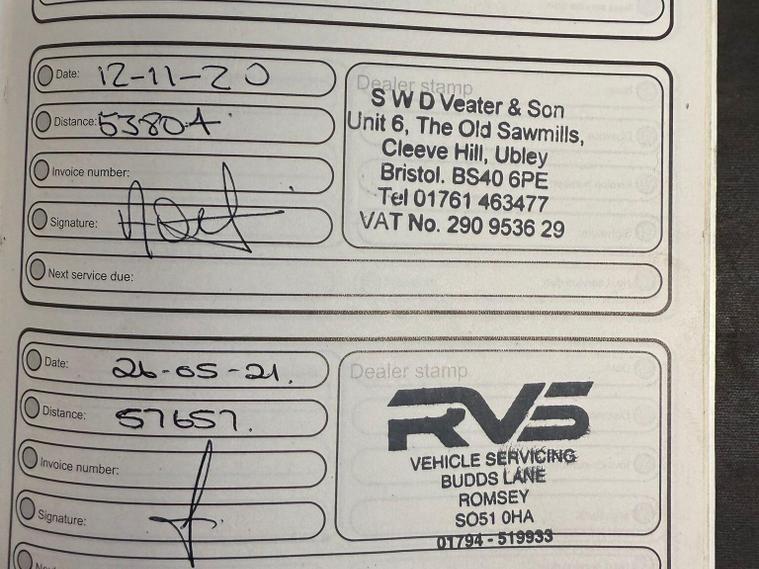 Date: 12-11-20
Distance: 53804
Invoice number:
Signature:
Next service due:
Dealer stamp
S W D Veater & Son
Unit 6, The Old Sawmills,
Cleeve Hill, Ubley
Bristol. BS40 6PE
Tel 01761 463477
VAT No. 290 9536 29
Date: 26-05-21.
Distance: 57657.
Invoice number:
Signature:
Dealer stamp
RVS
VEHICLE SERVICING
BUDDS LANE
ROMSEY
SO51 0HA
01794 - 519933